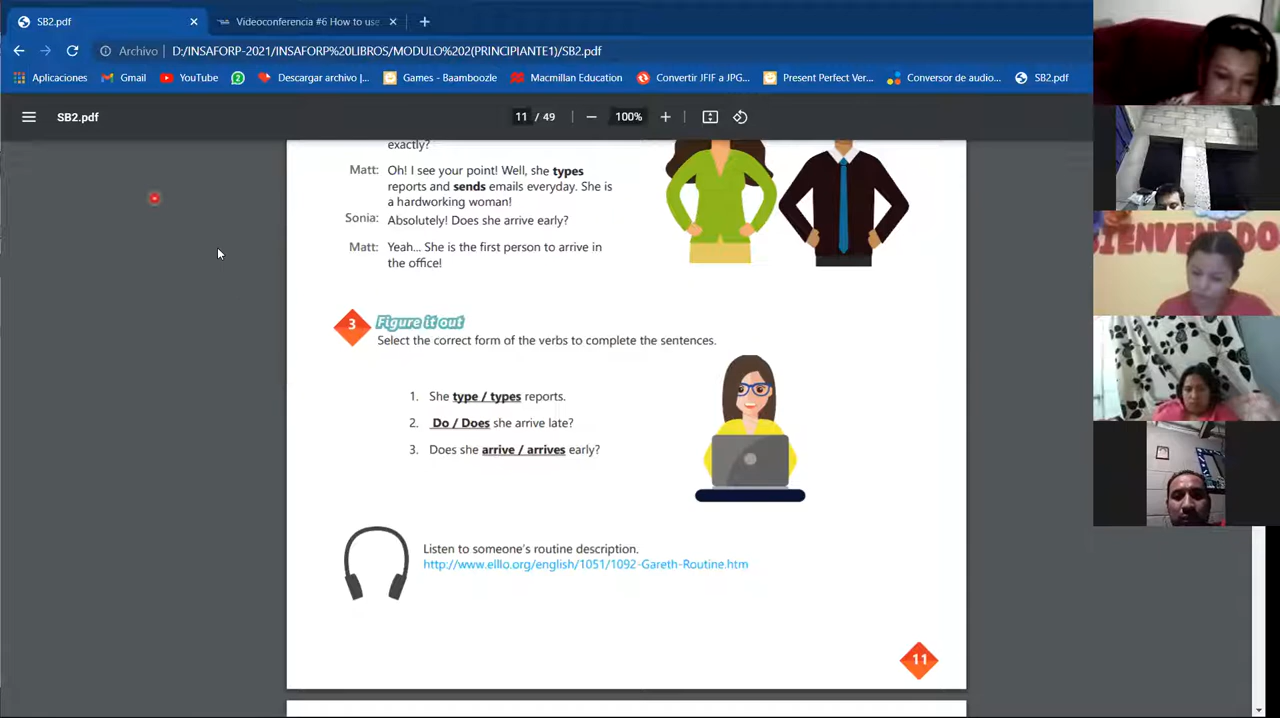 SB2.pdf
Videoconferencia #6 How to use
Archivo
D:/INSAFORP-2021/INSAFORP%20LIBROS/MODULO%202(PRINCIPIANTE1)/SB2.pdf
Aplicaciones
Gmail
YouTube
2
Descargar archivo |...
Games - Baamboozle
Macmillan Education
Convertir JFIF a JPG...
Present Perfect Ver...
Conversor de audio...
SB2.pdf
SB2.pdf
11 / 49
100%
exactly?
Matt: Oh! I see your point! Well, she types
reports and sends emails everyday. She is
a hardworking woman!
Sonia: Absolutely! Does she arrive early?
Matt: Yeah... She is the first person to arrive in
the office!
3 Figure it out
Select the correct form of the verbs to complete the sentences.
1. She type / types reports.
2. Do / Does she arrive late?
3. Does she arrive / arrives early?
Listen to someone's routine description.
http://www.elllo.org/english/1051/1092-Gareth-Routine.htm
11
BIENVENIDO